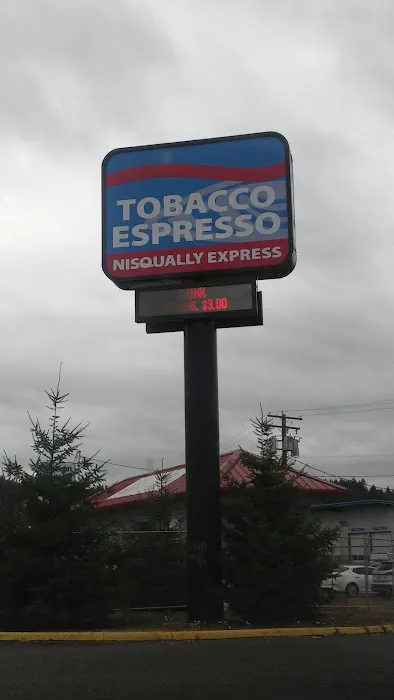 TOBACCO
ESPRESSO
NISQUALLY EXPRESS
$3.00